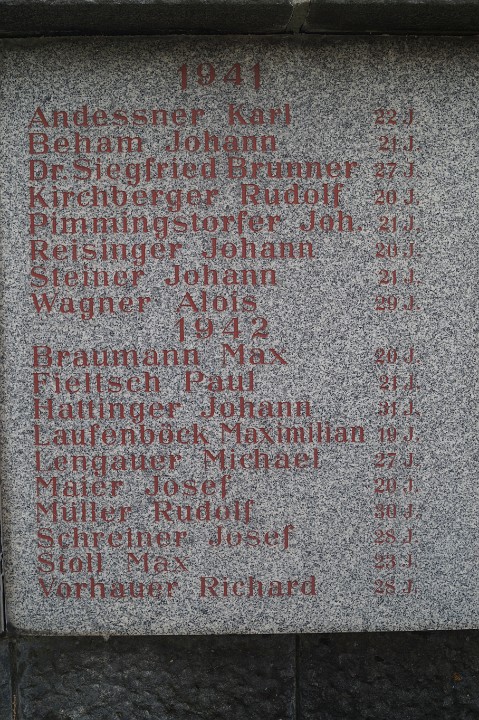 1941
Andessner Karl 22 J.
Beham Johann 21 J.
Dr. Siegfried Brunner 27 J.
Kirchberger Rudolf 20 J.
Pimmingstorfer Joh. 21 J.
Reisinger Johann 20 J.
Steiner Johann 21 J.
Wagner Alois 29 J.
1942
Braumann Max 20 J.
Fieltsch Paul 21 J.
Hattinger Johann 31 J.
Laufenböck Maximilian 19 J.
Lengauer Michael 27 J.
Maier Josef 20 J.
Müller Rudolf 30 J.
Schreiner Josef 28 J.
Stoll Max 23 J.
Vorhauer Richard 28 J.